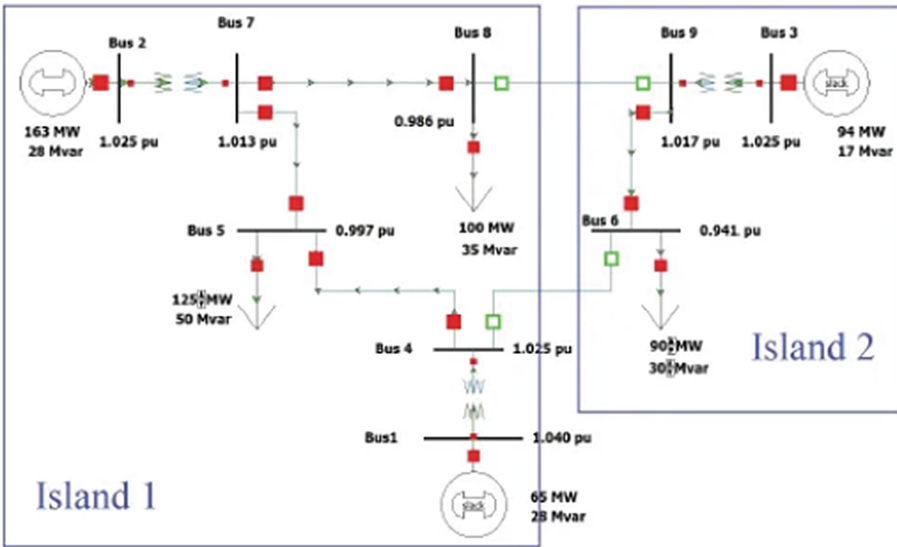 Bus 7
Bus 2
Bus 8
Bus 9
Bus 3
slack
163 MW
28 Mvar
1.025 pu
1.013 pu
0.986 pu
1.017 pu
1.025 pu
94 MW
17 Mvar
Bus 5
0.997 pu
100 MW
35 Mvar
Bus 6
0.941 pu
125 MW
50 Mvar
Bus 4
1.025 pu
90 MW
30 Mvar
Island 2
Bus1
1.040 pu
Island 1
slack
65 MW
28 Mvar